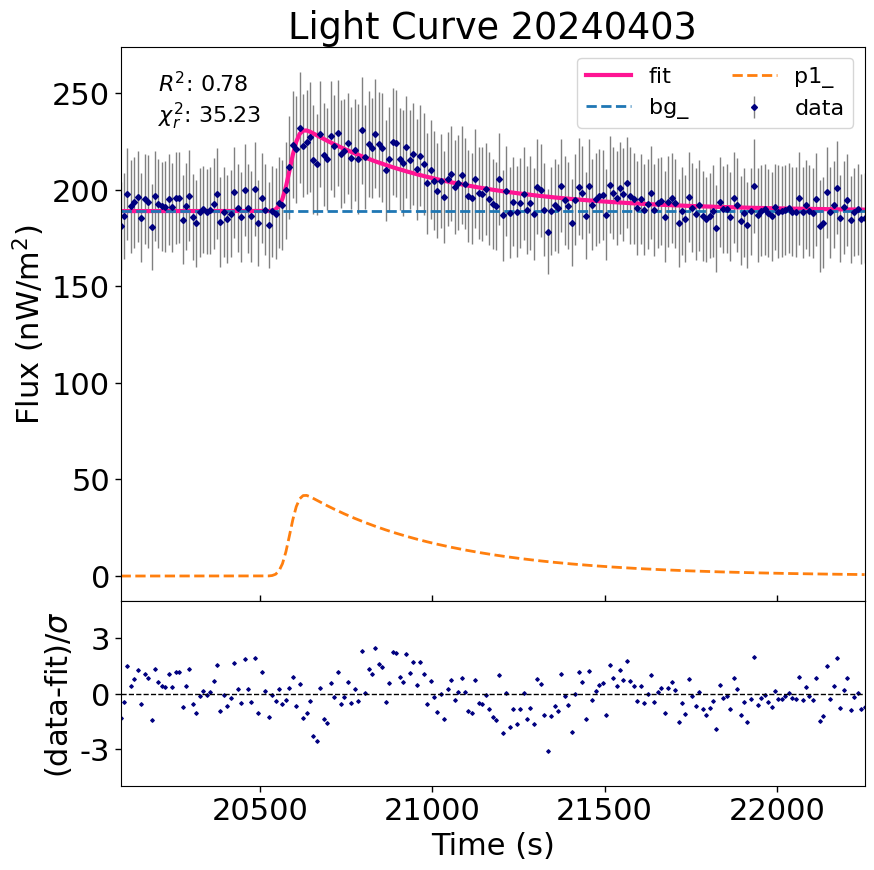 Light Curve 20240403
R²: 0.78
χ²ᵣ: 35.23
fit
bg_
p1_
data
Flux (nW/m²)
250
200
150
100
50
0
(data-fit)/σ
3
0
-3
20500 21000 21500 22000
Time (s)